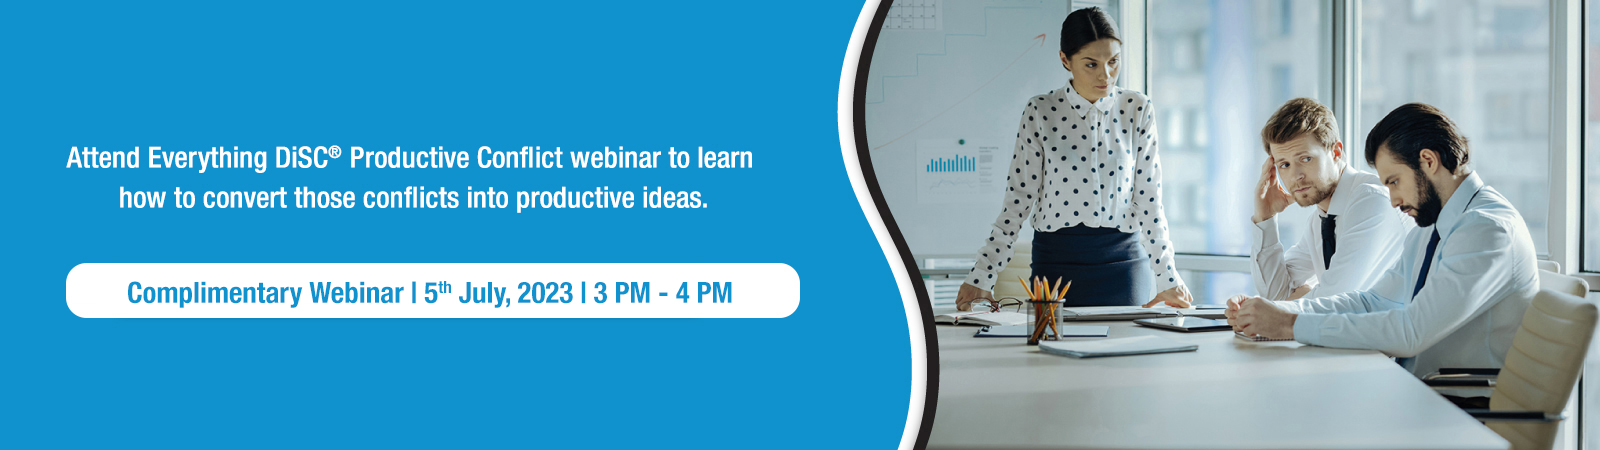 Attend Everything DiSC® Productive Conflict webinar to learn
how to convert those conflicts into productive ideas.
Complimentary Webinar | 5th July, 2023 | 3 PM - 4 PM